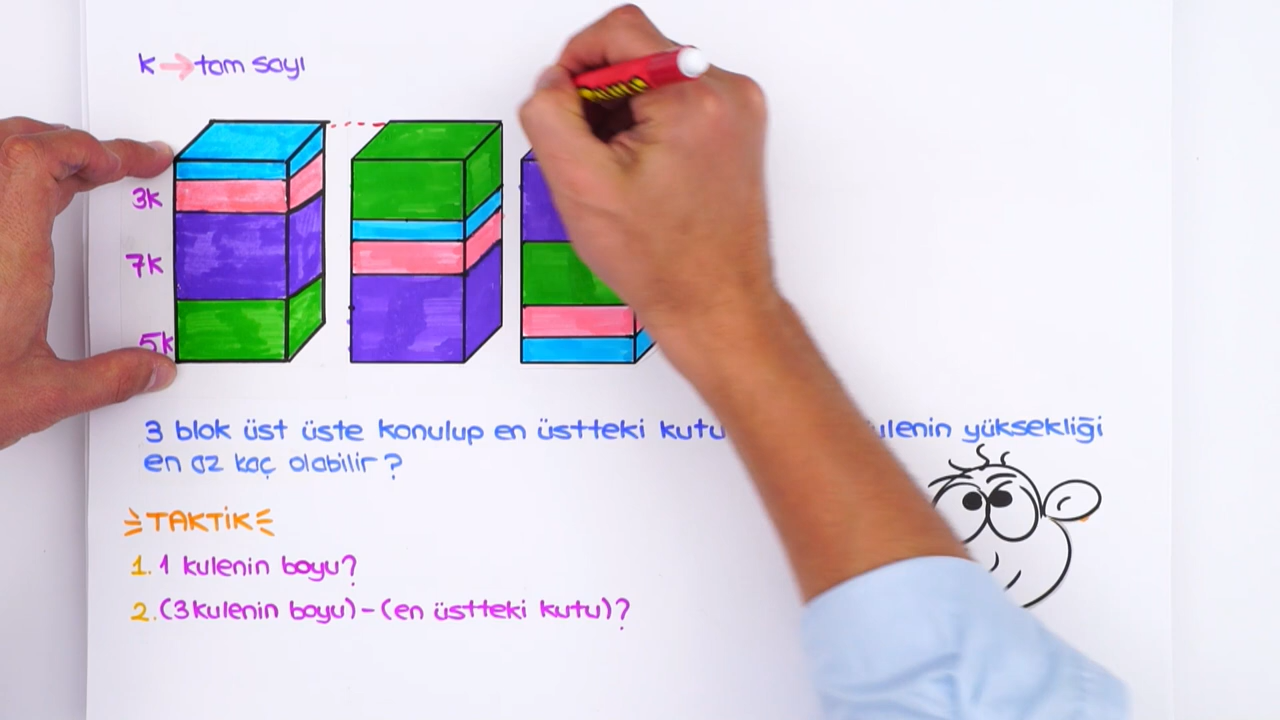 k → tam sayı
3k
7k
5k
3 blok üst üste konulup en üstteki kutu ulenin yüksekliği
en az kaç olabilir?
TAKTİK
1. 1 kulenin boyu?
2. (3 kulenin boyu) - (en üstteki kutu)?